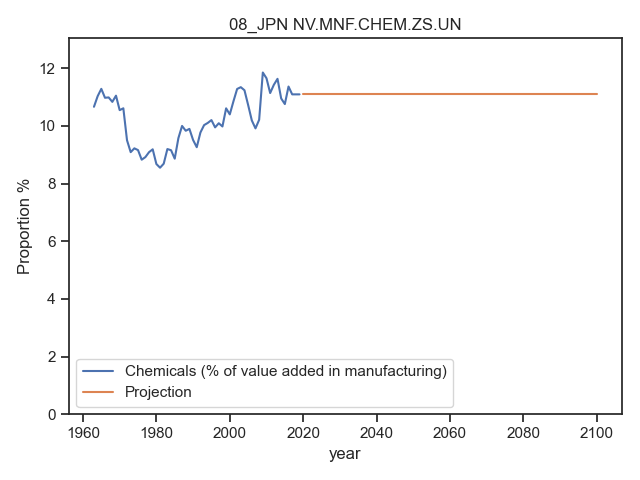 08_JPN NV.MNF.CHEM.ZS.UN
Proportion %
12
10
8
6
4
2
0
Chemicals (% of value added in manufacturing)
Projection
1960 1980 2000 2020 2040 2060 2080 2100
year